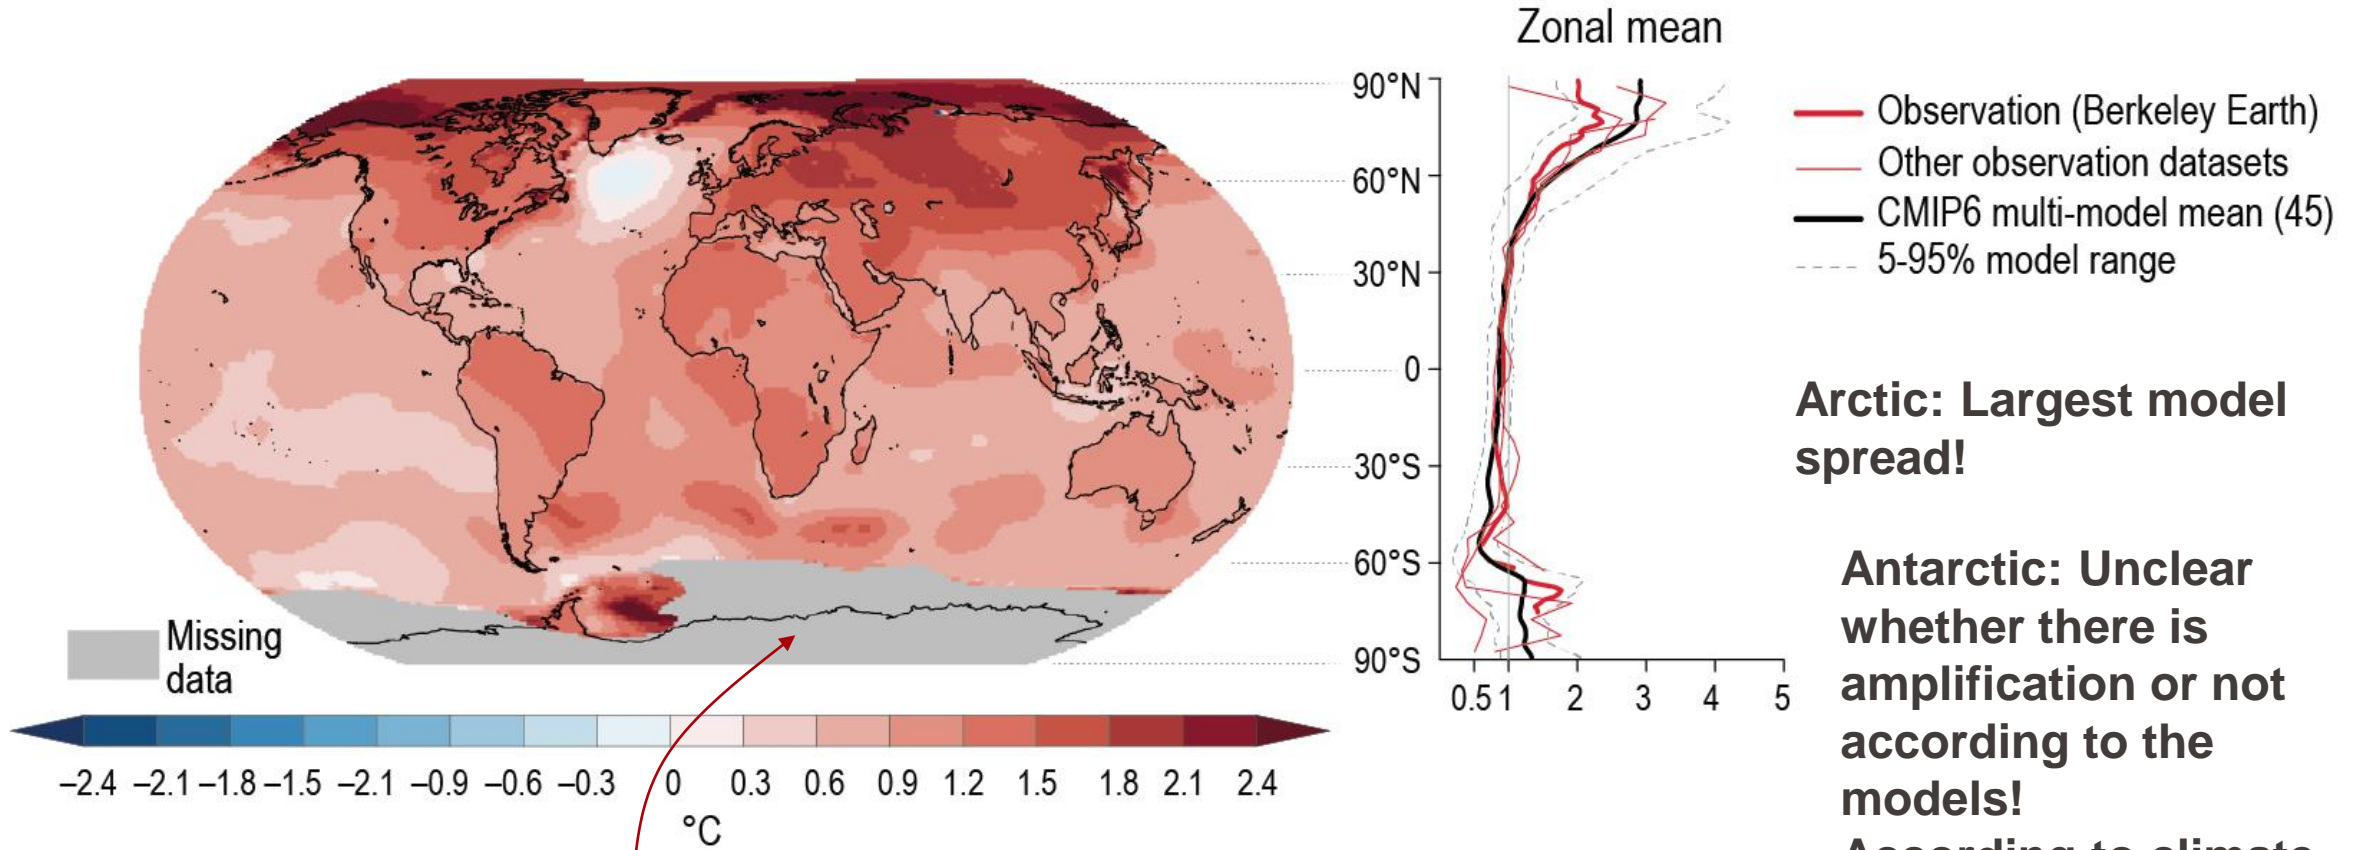 Zonal mean
90°N
60°N
30°N
0
30°S
60°S
90°S
0.5 1 2 3 4 5
Observation (Berkeley Earth)
Other observation datasets
CMIP6 multi-model mean (45)
5-95% model range
Arctic: Largest model
spread!
Antarctic: Unclear
whether there is
amplification or not
according to the
models!
According to climate
Missing
data
–2.4 –2.1 –1.8 –1.5 –2.1 –0.9 –0.6 –0.3 0 0.3 0.6 0.9 1.2 1.5 1.8 2.1 2.4
°C